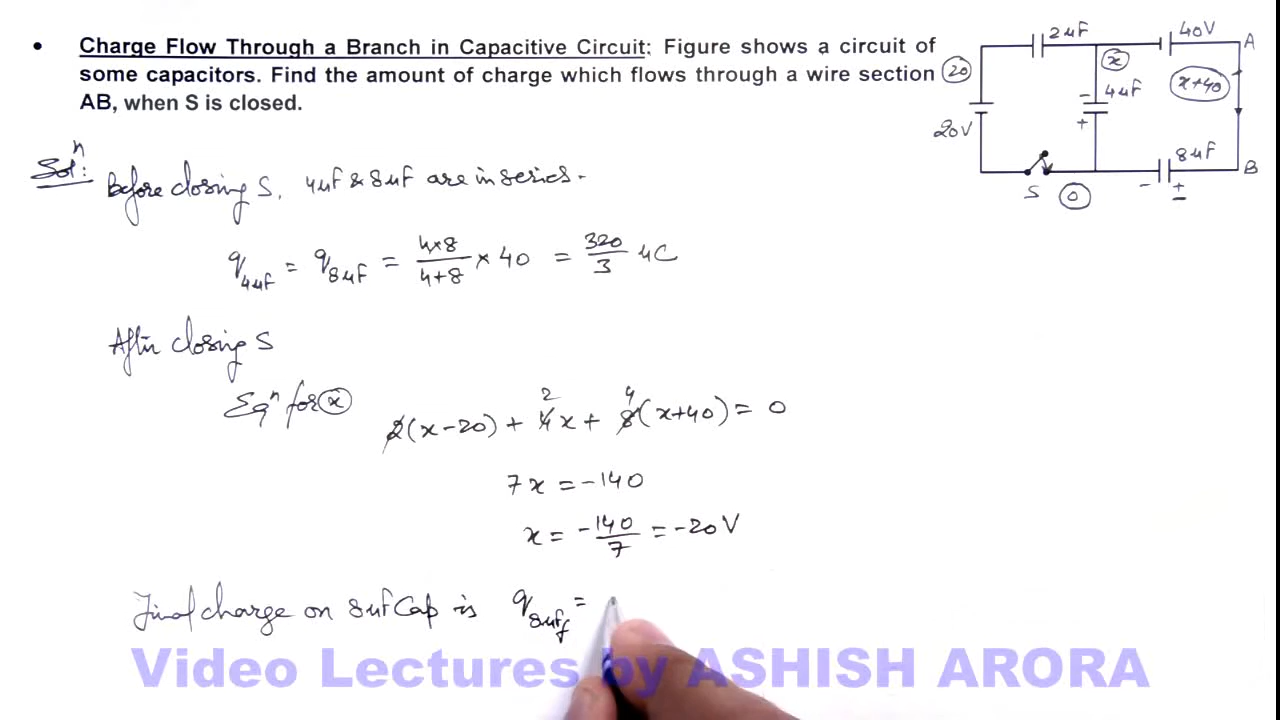 • Charge Flow Through a Branch in Capacitive Circuit: Figure shows a circuit of
some capacitors. Find the amount of charge which flows through a wire section
AB, when S is closed.
2μF
40V
A
20
x
4μF
x+40
-
+
20V
8μF
B
S
0
-
+
Solⁿ: Before closing S, 4μF & 8μF are in series.
q4μF = q8μF = 4×8/4+8 × 40 = 320/3 μC
After closing S
Eqⁿ for x
2(x-20) + 2 4x + 4 8(x+40) = 0
7x = -140
x = -140/7 = -20V
Final charge on 8μf Cap is q8μff =
Video Lectures by ASHISH ARORA